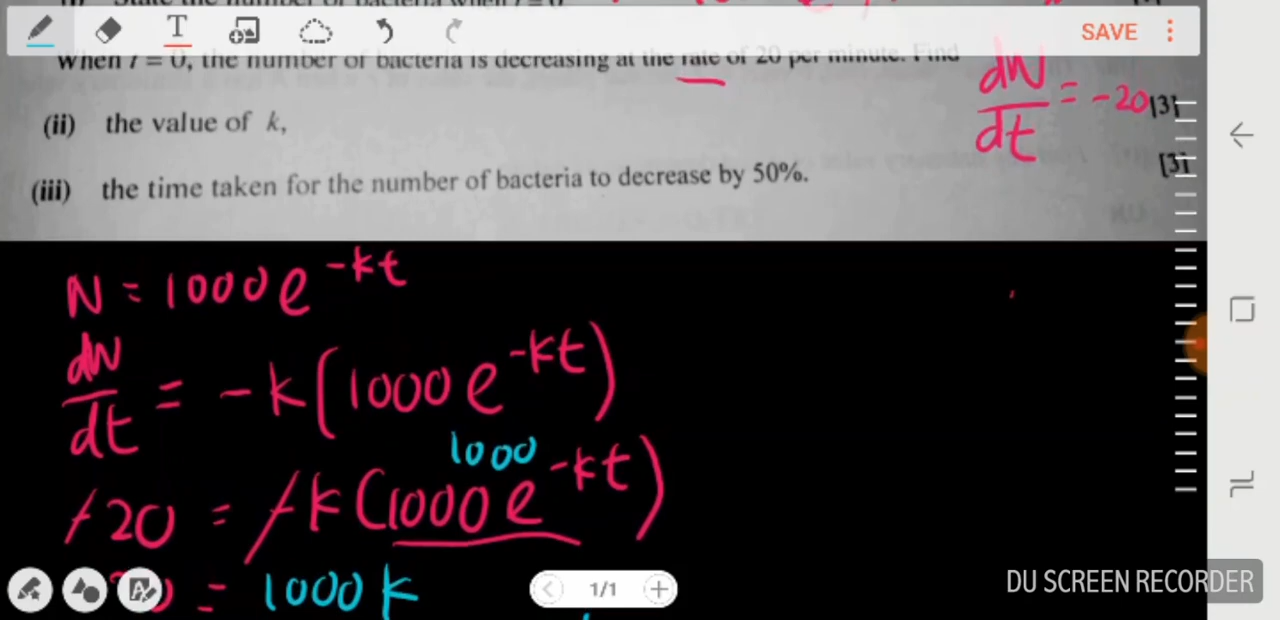 SAVE
When t = 0, the number of bacteria is decreasing at the rate of 20 per minute. Find
dN/dt = -20
[3]
(ii) the value of k,
[3]
(iii) the time taken for the number of bacteria to decrease by 50%.
N = 1000e^-kt
dN/dt = -k(1000e^-kt)
1000
-20 = -k(1000e^-kt)
= 1000k
1/1
DU SCREEN RECORDER